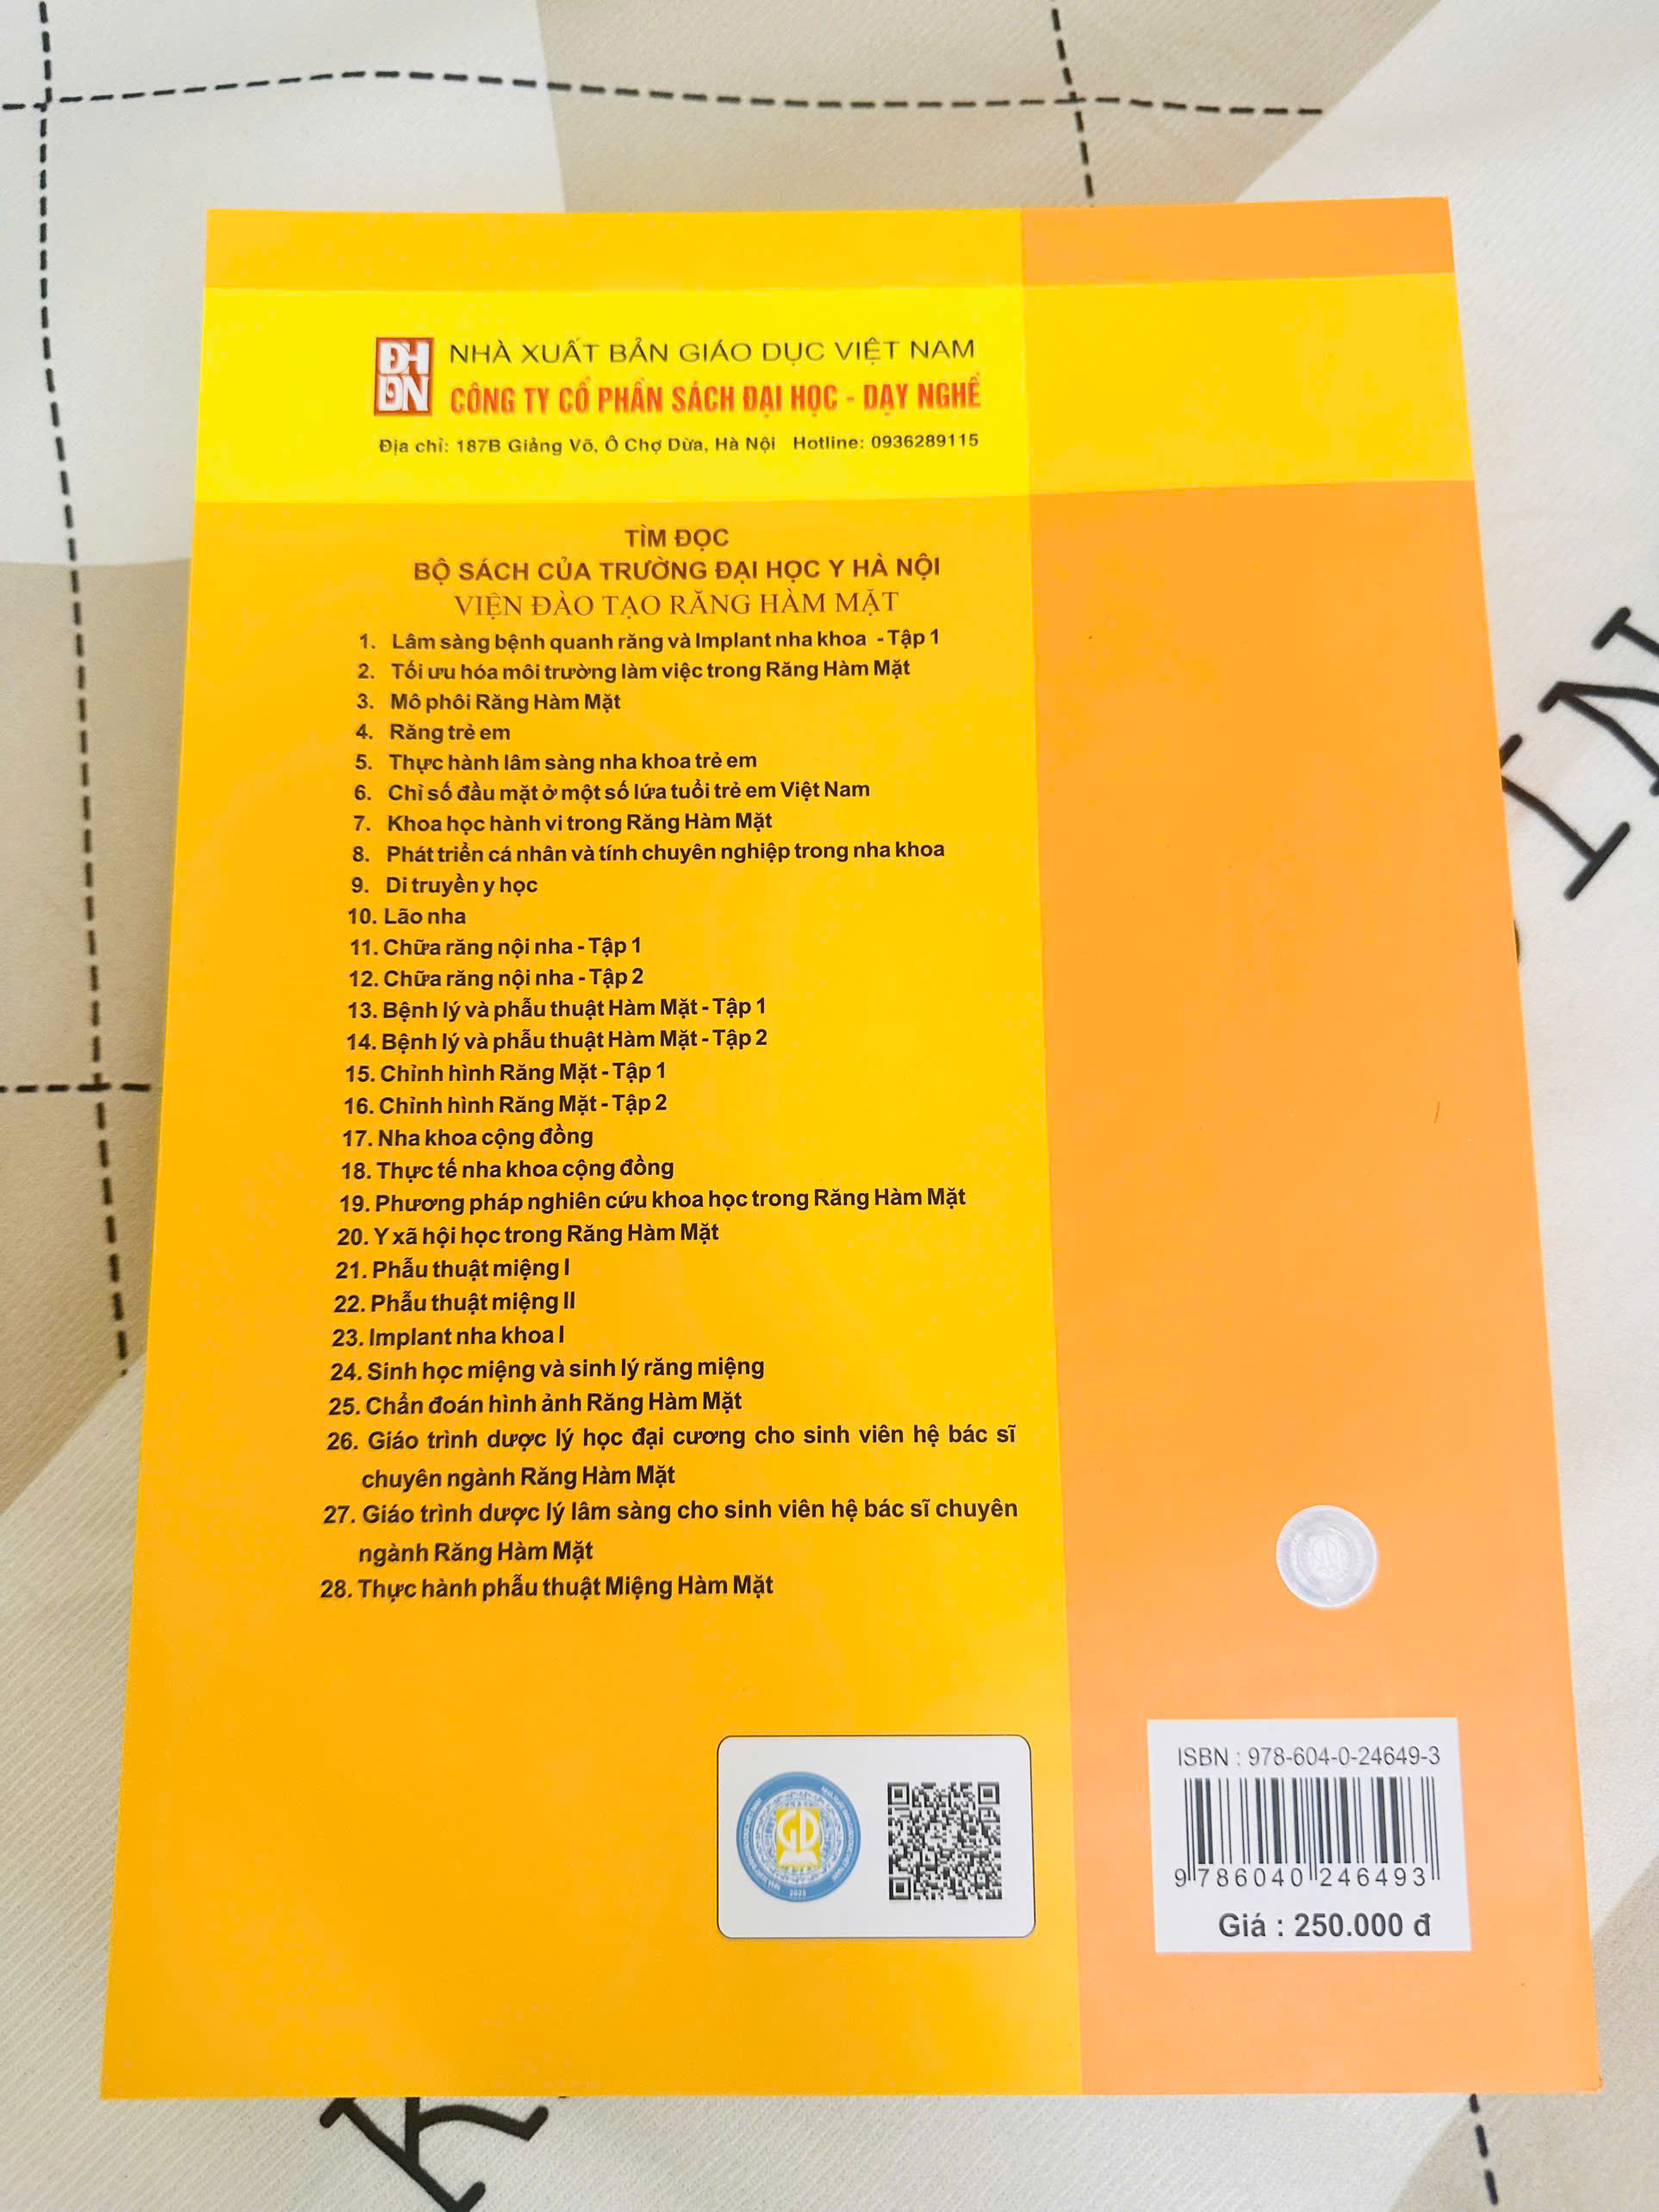 ĐH
DN
NHÀ XUẤT BẢN GIÁO DỤC VIỆT NAM
CÔNG TY CỔ PHẦN SÁCH ĐẠI HỌC - DẠY NGHỀ
Địa chỉ: 187B Giảng Võ, Ô Chợ Dừa, Hà Nội Hotline: 0936289115
TÌM ĐỌC
BỘ SÁCH CỦA TRƯỜNG ĐẠI HỌC Y HÀ NỘI
VIỆN ĐÀO TẠO RĂNG HÀM MẶT
1. Lâm sàng bệnh quanh răng và Implant nha khoa - Tập 1
2. Tối ưu hóa môi trường làm việc trong Răng Hàm Mặt
3. Mô phôi Răng Hàm Mặt
4. Răng trẻ em
5. Thực hành lâm sàng nha khoa trẻ em
6. Chỉ số đầu mặt ở một số lứa tuổi trẻ em Việt Nam
7. Khoa học hành vi trong Răng Hàm Mặt
8. Phát triển cá nhân và tính chuyên nghiệp trong nha khoa
9. Di truyền y học
10. Lão nha
11. Chữa răng nội nha - Tập 1
12. Chữa răng nội nha - Tập 2
13. Bệnh lý và phẫu thuật Hàm Mặt - Tập 1
14. Bệnh lý và phẫu thuật Hàm Mặt - Tập 2
15. Chỉnh hình Răng Mặt - Tập 1
16. Chỉnh hình Răng Mặt - Tập 2
17. Nha khoa cộng đồng
18. Thực tế nha khoa cộng đồng
19. Phương pháp nghiên cứu khoa học trong Răng Hàm Mặt
20. Y xã hội học trong Răng Hàm Mặt
21. Phẫu thuật miệng I
22. Phẫu thuật miệng II
23. Implant nha khoa I
24. Sinh học miệng và sinh lý răng miệng
25. Chẩn đoán hình ảnh Răng Hàm Mặt
26. Giáo trình dược lý học đại cương cho sinh viên hệ bác sĩ
chuyên ngành Răng Hàm Mặt
27. Giáo trình dược lý lâm sàng cho sinh viên hệ bác sĩ chuyên
ngành Răng Hàm Mặt
28. Thực hành phẫu thuật Miệng Hàm Mặt
GD
ISBN : 978-604-0-24649-3
9 786040 246493
Giá : 250.000 đ
IN
K